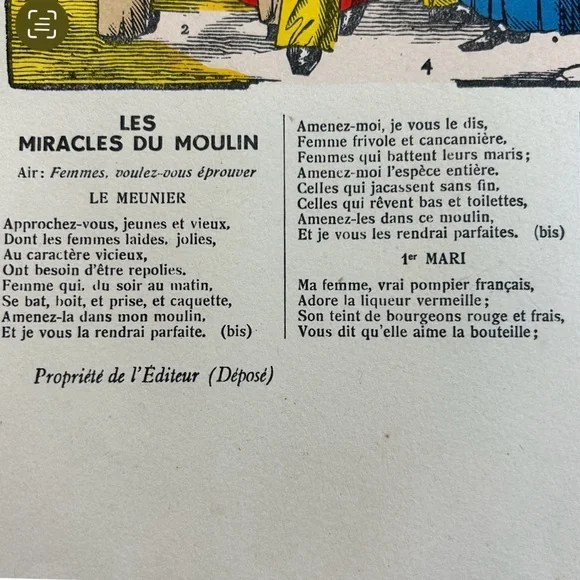 2
4
LES
MIRACLES DU MOULIN
Air: Femmes, voulez-vous éprouver
LE MEUNIER
Approchez-vous, jeunes et vieux,
Dont les femmes laides, jolies,
Au caractère vicieux,
Ont besoin d'être repolies.
Femme qui, du soir au matin,
Se bat, boit, et prise, et caquette,
Amenez-la dans mon moulin,
Et je vous la rendrai parfaite. (bis)
Amenez-moi, je vous le dis,
Femme frivole et cancannière,
Femmes qui battent leurs maris;
Amenez-moi l'espèce entière.
Celles qui jacassent sans fin,
Celles qui rêvent bas et toilettes,
Amenez-les dans ce moulin,
Et je vous les rendrai parfaites. (bis)
1er MARI
Ma femme, vrai pompier français,
Adore la liqueur vermeille;
Son teint de bourgeons rouge et frais,
Vous dit qu'elle aime la bouteille;
Propriété de l'Éditeur (Déposé)